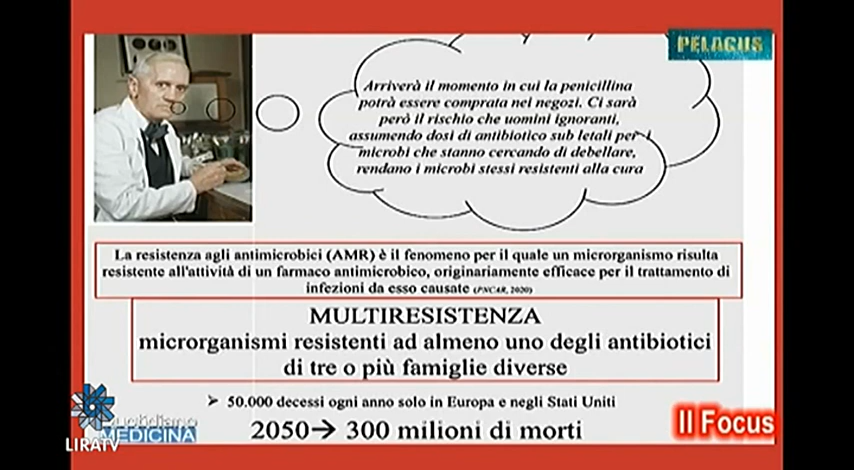 PELAGUS
Arriverà il momento in cui la penicillina
potrà essere comprata nei negozi. Ci sarà
però il rischio che uomini ignoranti,
assumendo dosi di antibiotico sub letali per i
microbi che stanno cercando di debellare,
rendano i microbi stessi resistenti alla cura
La resistenza agli antimicrobici (AMR) è il fenomeno per il quale un microrganismo risulta
resistente all'attività di un farmaco antimicrobico, originariamente efficace per il trattamento di
infezioni da esso causate (PNCAR, 2020)
MULTIRESISTENZA
microrganismi resistenti ad almeno uno degli antibiotici
di tre o più famiglie diverse
➢ 50.000 decessi ogni anno solo in Europa e negli Stati Uniti
2050→ 300 milioni di morti
Il Focus
quotidiano
MEDICINA
LIRATV